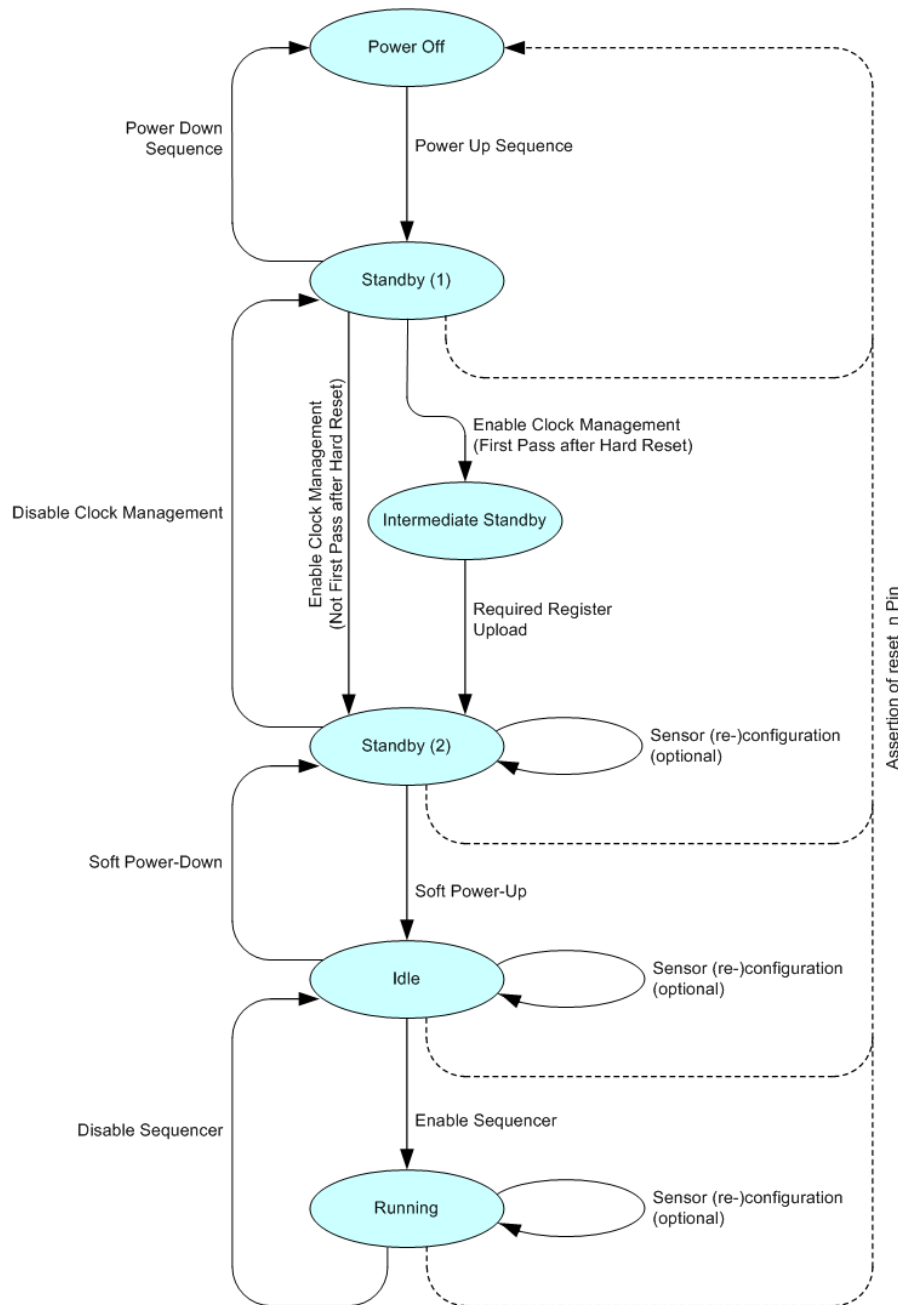 Power Off
Power Down
Sequence
Power Up Sequence
Standby (1)
Enable Clock Management
(Not First Pass after Hard Reset)
Enable Clock Management
(First Pass after Hard Reset)
Disable Clock Management
Intermediate Standby
Required Register
Upload
Assertion of reset_n Pin
Standby (2)
Sensor (re-)configuration
(optional)
Soft Power-Down
Soft Power-Up
Idle
Sensor (re-)configuration
(optional)
Disable Sequencer
Enable Sequencer
Running
Sensor (re-)configuration
(optional)